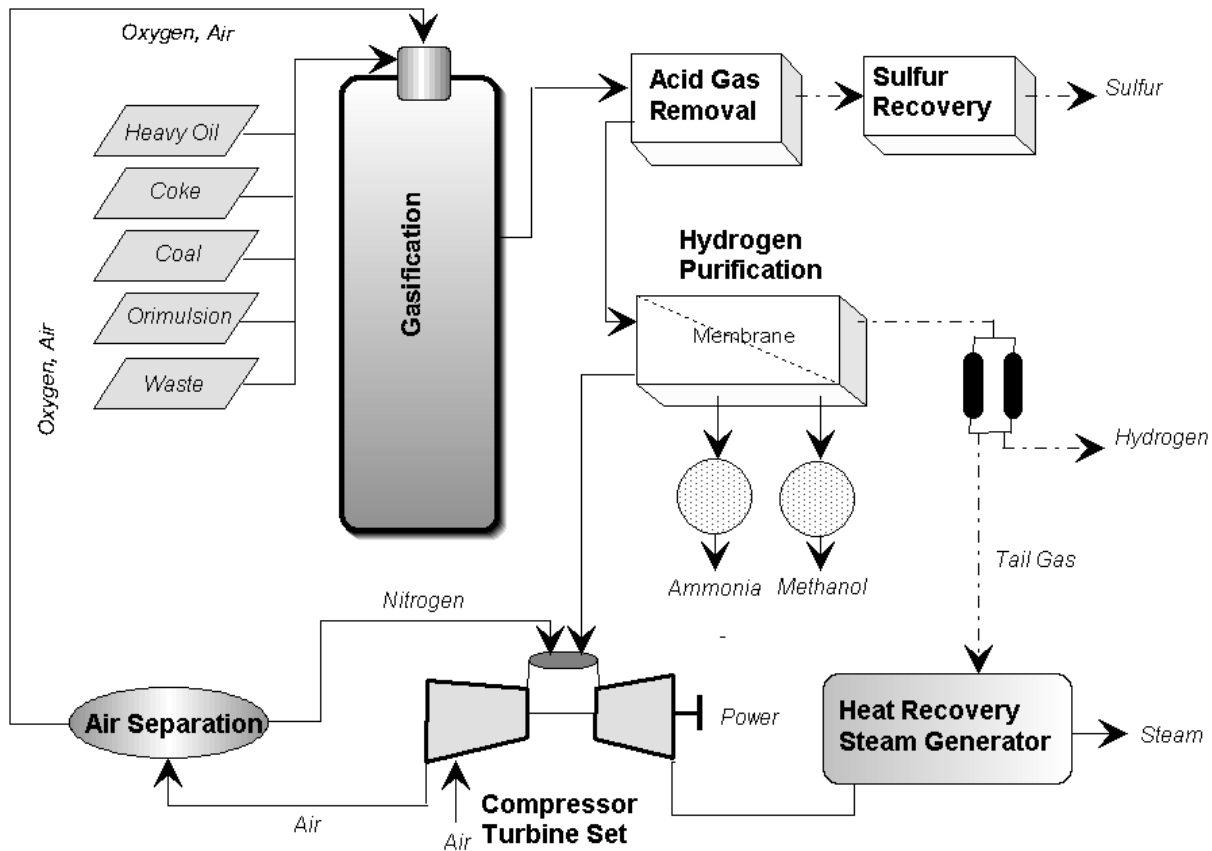 Oxygen, Air
Acid Gas
Removal
Sulfur
Recovery
Sulfur
Heavy Oil
Coke
Coal
Orimulsion
Waste
Oxygen, Air
Gasification
Hydrogen
Purification
Membrane
Hydrogen
Tail Gas
Ammonia
Methanol
Nitrogen
Air Separation
Power
Heat Recovery
Steam Generator
Steam
Air
Air
Compressor
Turbine Set